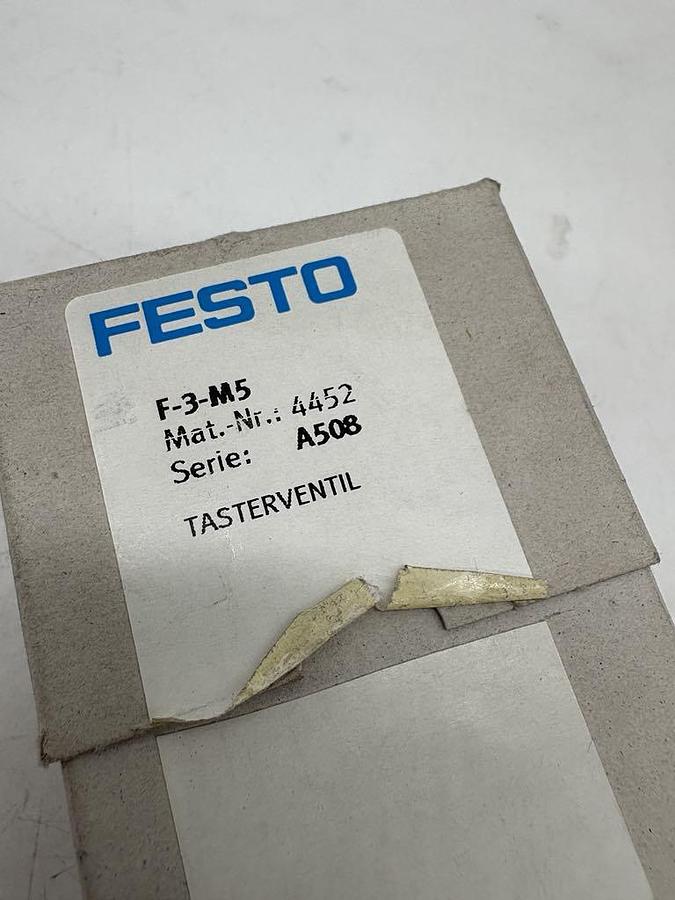 FESTO
F-3-M5
Mat.-Nr.: 4452
Serie: A508
TASTERVENTIL